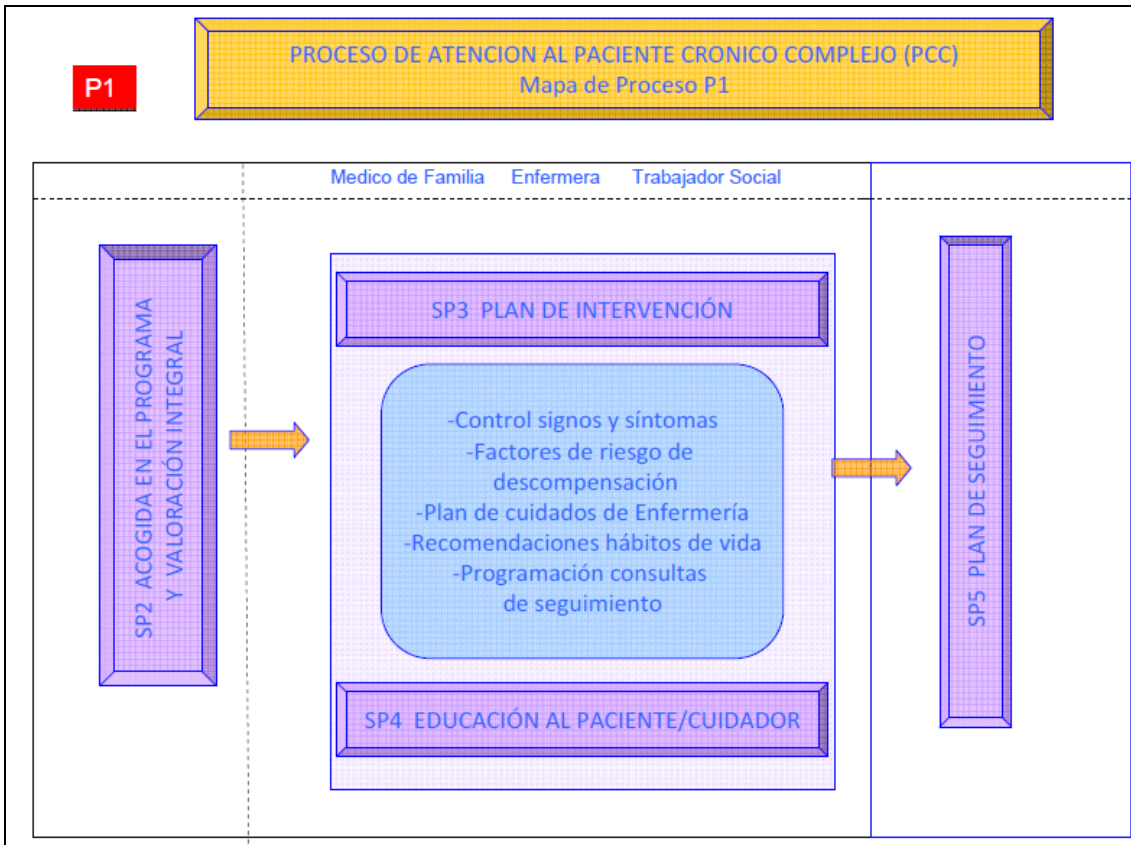 PROCESO DE ATENCION AL PACIENTE CRONICO COMPLEJO (PCC)
Mapa de Proceso P1
P1
Medico de Familia Enfermera Trabajador Social
SP2 ACOGIDA EN EL PROGRAMA
Y VALORACIÓN INTEGRAL
SP3 PLAN DE INTERVENCIÓN
-Control signos y síntomas
-Factores de riesgo de
descompensación
-Plan de cuidados de Enfermería
-Recomendaciones hábitos de vida
-Programación consultas
de seguimiento
SP4 EDUCACIÓN AL PACIENTE/CUIDADOR
SP5 PLAN DE SEGUIMIENTO